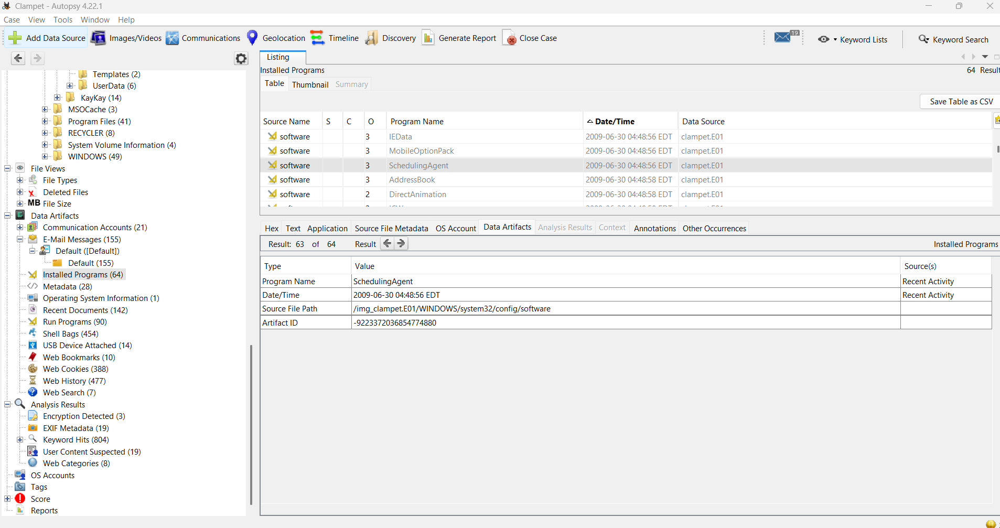 Clampet - Autopsy 4.22.1
Case View Tools Window Help
Add Data Source Images/Videos Communications Geolocation Timeline Discovery Generate Report Close Case 19 Keyword Lists Keyword Search
Listing
Installed Programs 64 Result
Table Thumbnail Summary
Save Table as CSV
Source Name S C O Program Name Date/Time Data Source
software 3 IEData 2009-06-30 04:48:56 EDT clampet.E01
software 3 MobileOptionPack 2009-06-30 04:48:56 EDT clampet.E01
software 3 SchedulingAgent 2009-06-30 04:48:56 EDT clampet.E01
software 3 AddressBook 2009-06-30 04:48:58 EDT clampet.E01
software 2 DirectAnimation 2009-06-30 04:48:58 EDT clampet.E01
Templates (2)
UserData (6)
KayKay (14)
MSOCache (3)
Program Files (41)
RECYCLER (8)
System Volume Information (4)
WINDOWS (49)
File Views
File Types
Deleted Files
MB File Size
Data Artifacts
Communication Accounts (21)
E-Mail Messages (155)
Default ([Default])
Default (155)
Installed Programs (64)
Metadata (28)
Operating System Information (1)
Recent Documents (142)
Run Programs (90)
Shell Bags (454)
USB Device Attached (14)
Web Bookmarks (10)
Web Cookies (388)
Web History (477)
Web Search (7)
Analysis Results
Encryption Detected (3)
EXIF Metadata (19)
Keyword Hits (804)
User Content Suspected (19)
Web Categories (8)
OS Accounts
Tags
Score
Reports
Hex Text Application Source File Metadata OS Account Data Artifacts Analysis Results Context Annotations Other Occurrences
Result: 63 of 64 Result Installed Programs
Type Value Source(s)
Program Name SchedulingAgent Recent Activity
Date/Time 2009-06-30 04:48:56 EDT Recent Activity
Source File Path /img_clampet.E01/WINDOWS/system32/config/software
Artifact ID -9223372036854774880